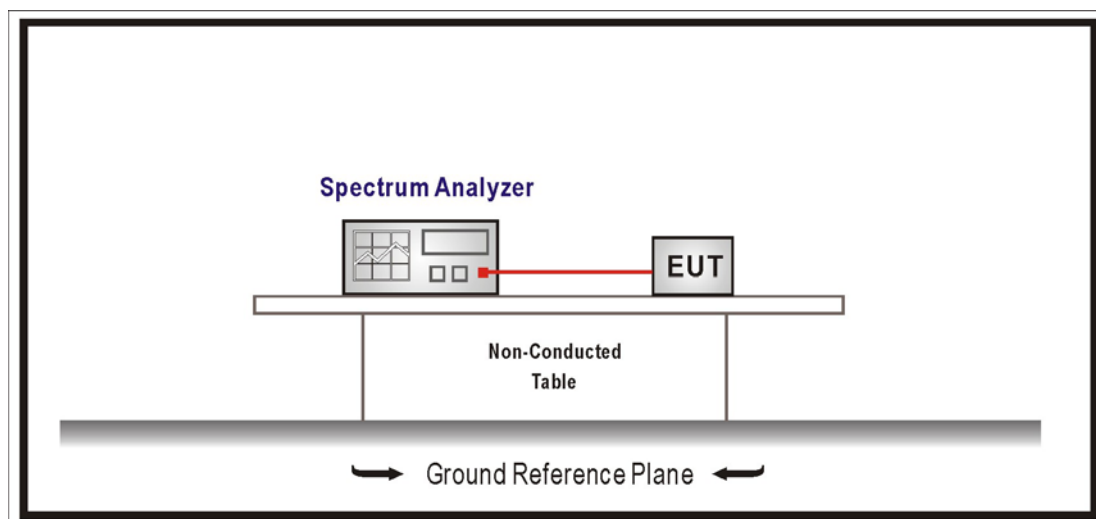 Spectrum Analyzer
EUT
Non-Conducted
Table
Ground Reference Plane